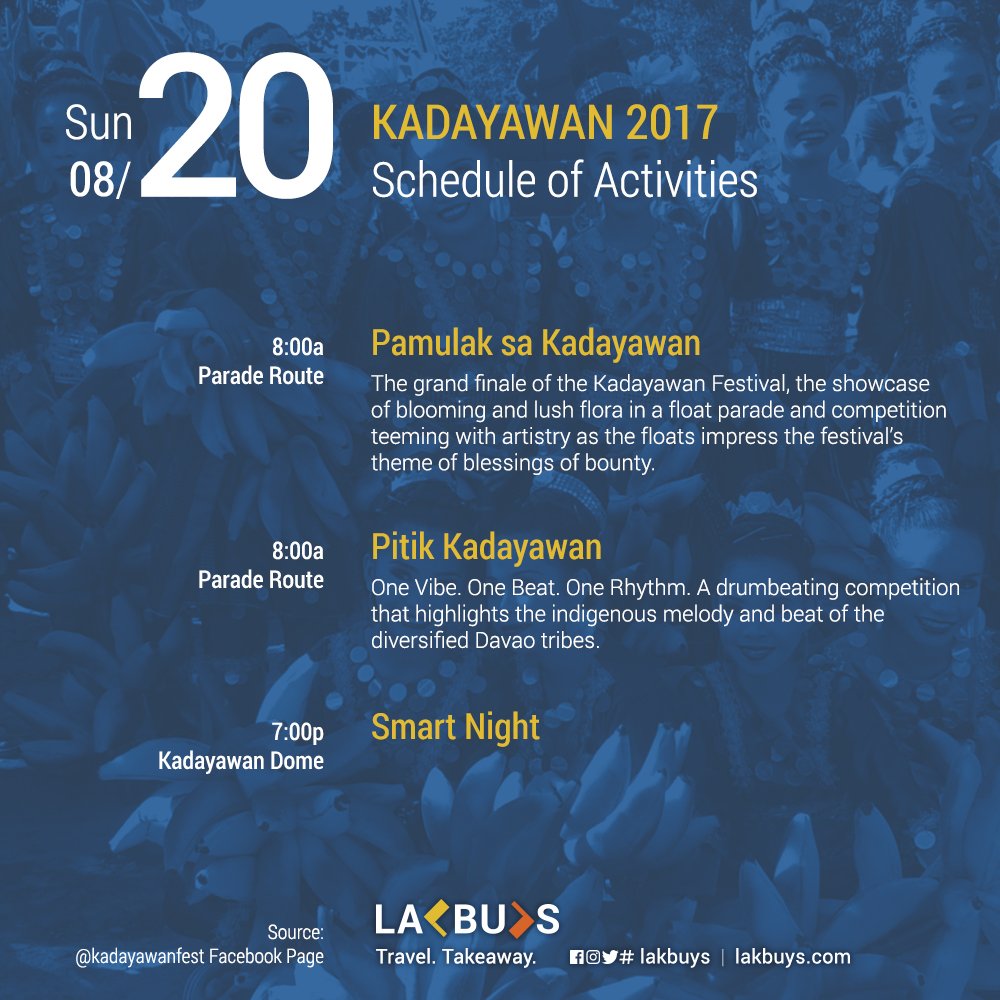 Sun
08/20
KADAYAWAN 2017
Schedule of Activities
8:00a
Parade Route
Pamulak sa Kadayawan
The grand finale of the Kadayawan Festival, the showcase
of blooming and lush flora in a float parade and competition
teeming with artistry as the floats impress the festival's
theme of blessings of bounty.
8:00a
Parade Route
Pitik Kadayawan
One Vibe. One Beat. One Rhythm. A drumbeating competition
that highlights the indigenous melody and beat of the
diversified Davao tribes.
7:00p
Kadayawan Dome
Smart Night
Source:
@kadayawanfest Facebook Page
LAKBUYS
Travel. Takeaway.
# lakbuys | lakbuys.com